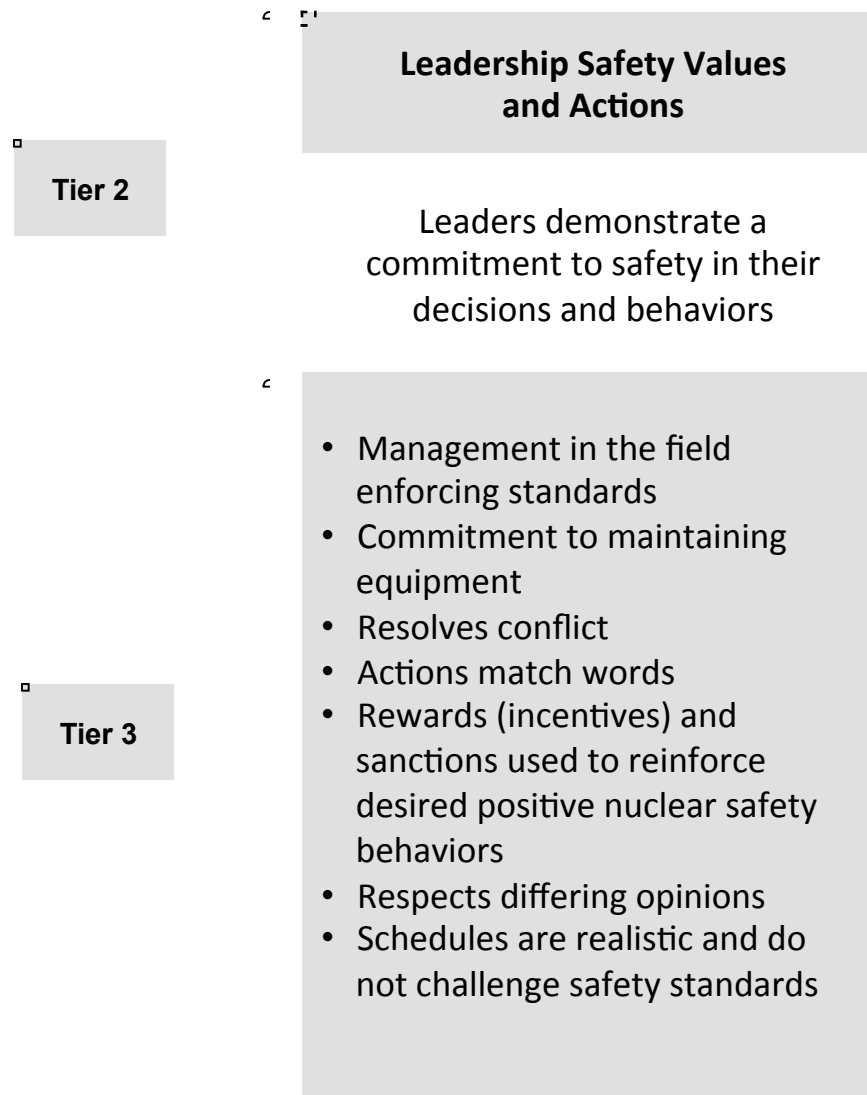 Leadership Safety Values
and Actions
Tier 2
Leaders demonstrate a
commitment to safety in their
decisions and behaviors
• Management in the field
enforcing standards
• Commitment to maintaining
equipment
• Resolves conflict
• Actions match words
• Rewards (incentives) and
sanctions used to reinforce
desired positive nuclear safety
behaviors
• Respects differing opinions
• Schedules are realistic and do
not challenge safety standards
Tier 3